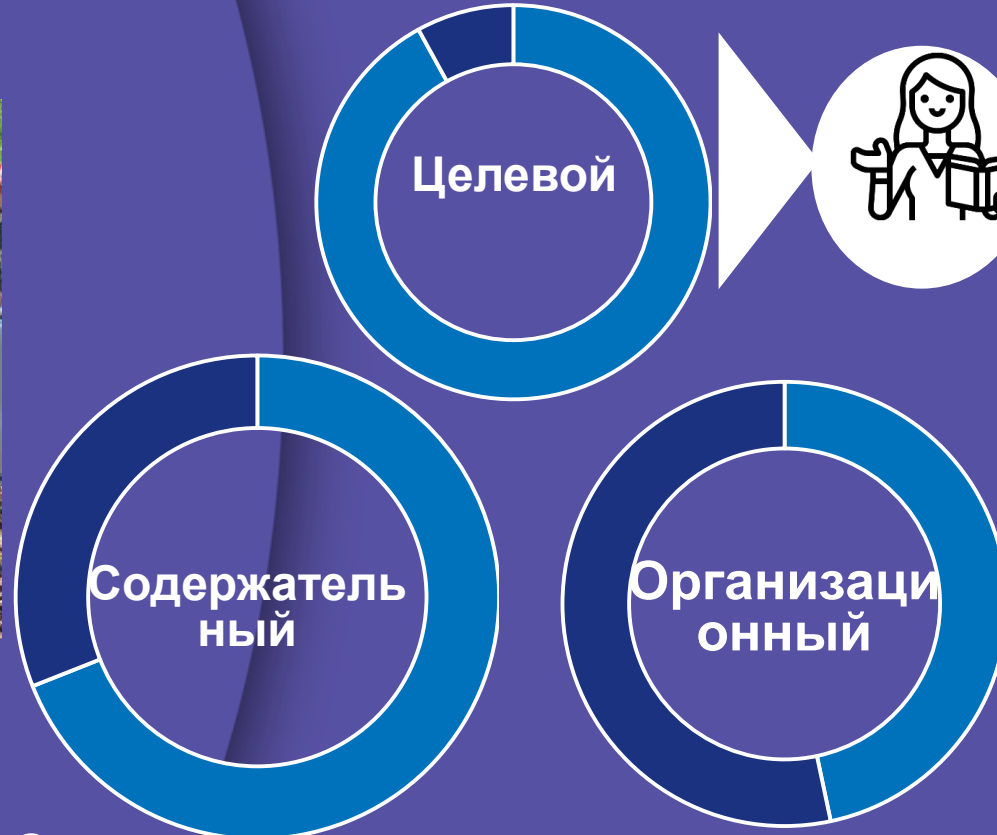 Целевой
Содержатель
ный
Организаци
онный